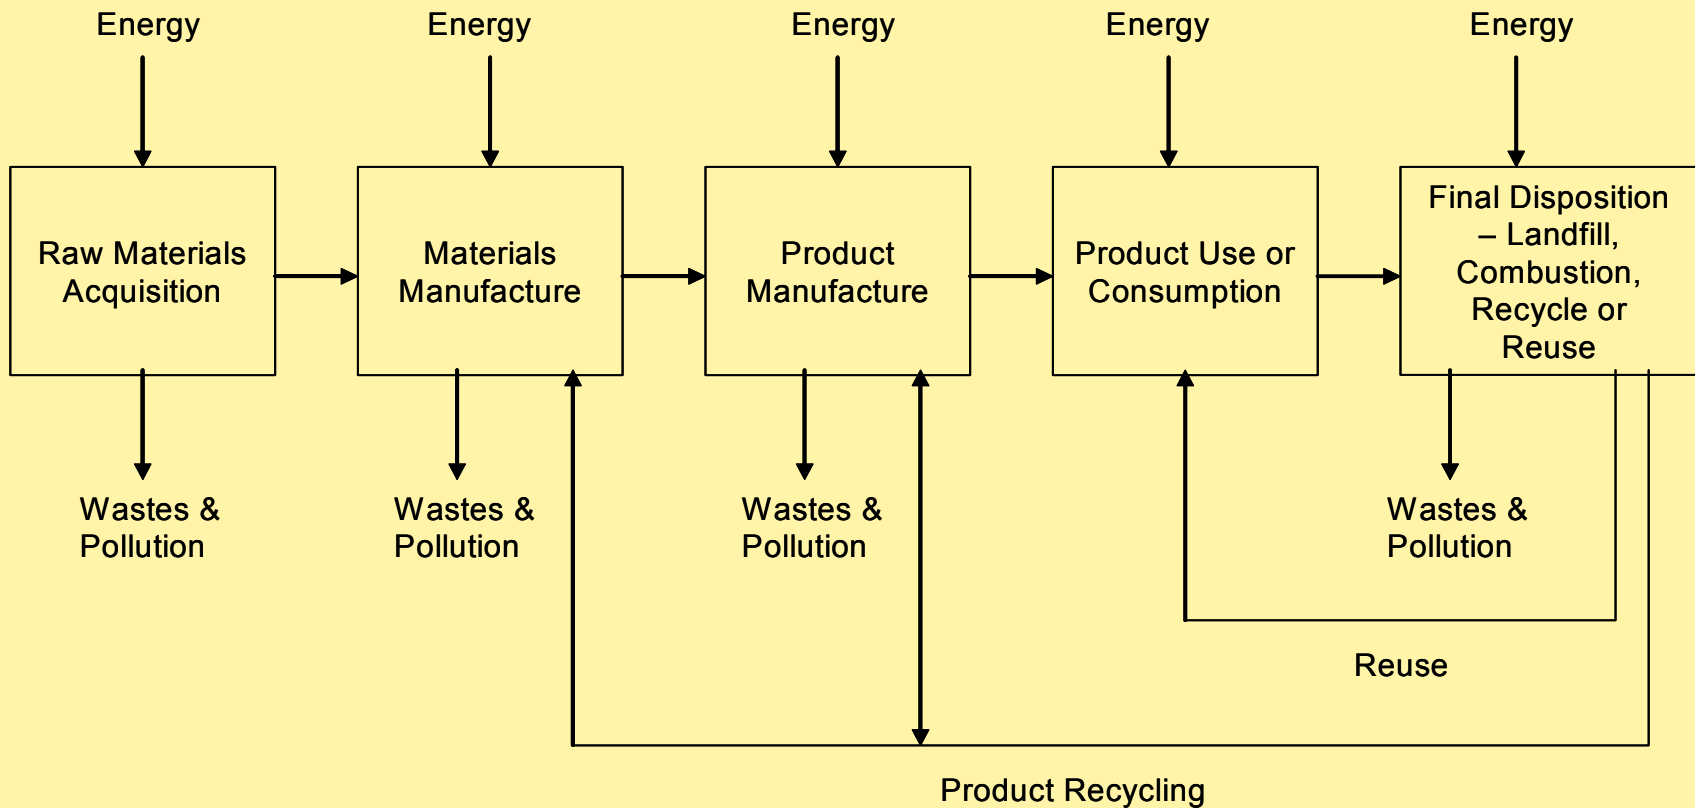 Energy
Energy
Energy
Energy
Energy
Raw Materials
Acquisition
Materials
Manufacture
Product
Manufacture
Product Use or
Consumption
Final Disposition
– Landfill,
Combustion,
Recycle or
Reuse
Wastes &
Pollution
Wastes &
Pollution
Wastes &
Pollution
Wastes &
Pollution
Reuse
Product Recycling